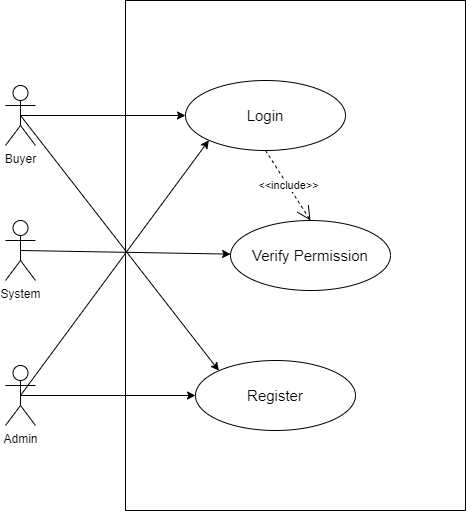 Login
Buyer
<<include>>
Verify Permission
System
Register
Admin